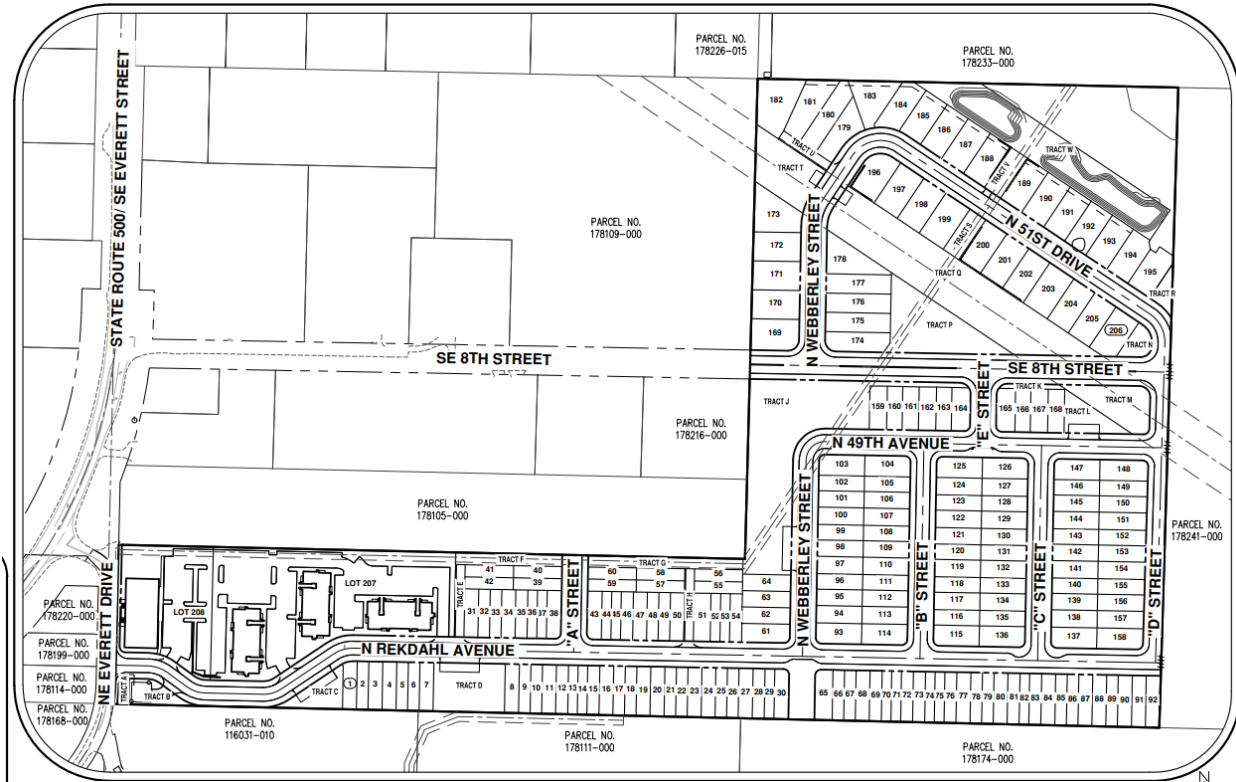 PARCEL NO.
178226-015
PARCEL NO.
178233-000
STATE ROUTE 500/ SE EVERETT STREET
PARCEL NO.
178109-000
182
181
180
179
183
184
185
186
187
188
TRACT U
TRACT T
TRACT V
TRACT W
189
190
191
192
193
194
195
TRACT R
196
197
198
199
TRACT S
200
201
202
203
204
205
206
TRACT N
N 51ST DRIVE
TRACT Q
TRACT P
173
172
171
170
169
N WEBBERLEY STREET
178
177
176
175
174
SE 8TH STREET
SE 8TH STREET
TRACT J
159 160 161 162 163 164
"E" STREET
TRACT K
165 166 167 168
TRACT L
TRACT M
PARCEL NO.
178216-000
N 49TH AVENUE
PARCEL NO.
178105-000
N WEBBERLEY STREET
103 104
102 105
101 106
100 107
99 108
98 109
97 110
96 111
95 112
94 113
93 114
"B" STREET
125 126
124 127
123 128
122 129
121 130
120 131
119 132
118 133
117 134
116 135
115 136
"C" STREET
147 148
146 149
145 150
144 151
143 152
142 153
141 154
140 155
139 156
138 157
137 158
"D" STREET
PARCEL NO.
178241-000
NE EVERETT DRIVE
PARCEL NO.
178220-000
PARCEL NO.
178199-000
PARCEL NO.
178114-000
PARCEL NO.
178168-000
LOT 208
LOT 207
TRACT E
TRACT F
41 40
42 39
31 32 33 34 35 36 37 38
"A" STREET
TRACT G
60 58 56
59 57 55
TRACT H
43 44 45 46 47 48 49 50 51 52 53 54
64
63
62
61
N REKDAHL AVENUE
TRACT A
TRACT B
TRACT C
1 2 3 4 5 6 7
TRACT D
8 9 10 11 12 13 14 15 16 17 18 19 20 21 22 23 24 25 26 27 28 29 30
65 66 67 68 69 70 71 72 73 74 75 76 77 78 79 80 81 82 83 84 85 86 87 88 89 90 91 92
PARCEL NO.
116031-010
PARCEL NO.
178111-000
PARCEL NO.
178174-000
N